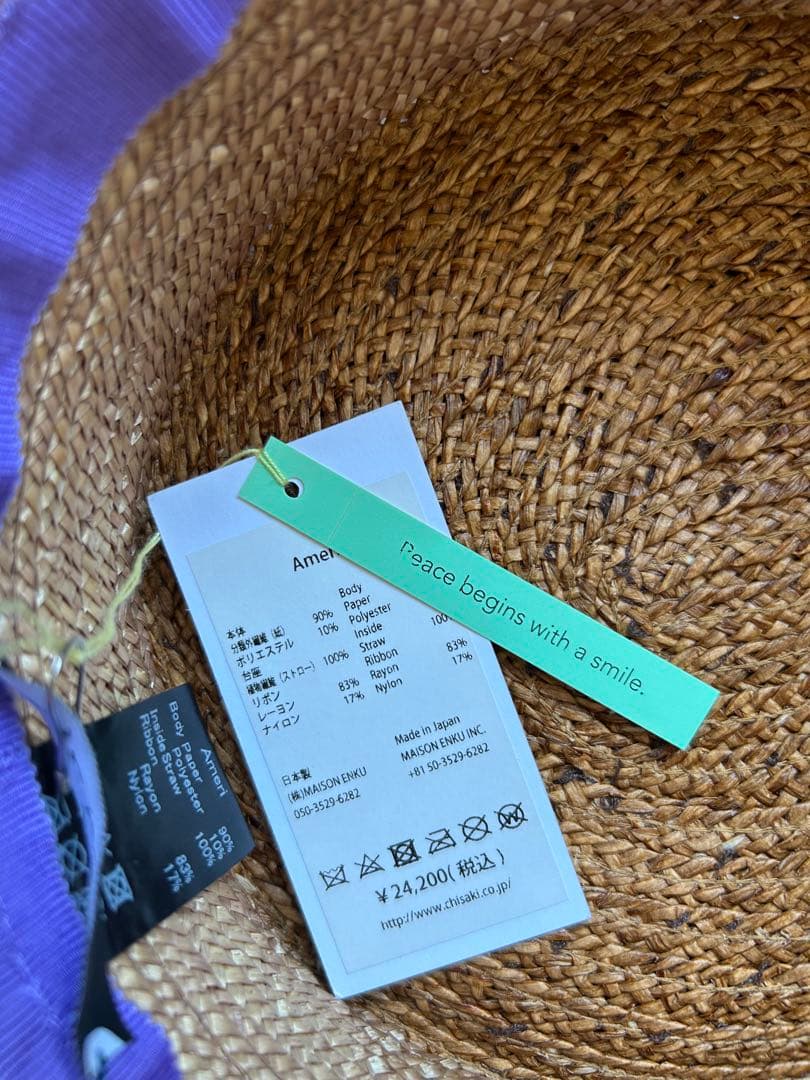 Peace begins with a smile.
Ameri
本体
分類外繊維 (紙) 90%
ポリエステル 10%
台座
植物繊維 (ストロー) 100%
リボン
レーヨン 83%
ナイロン 17%
Body
Paper
Polyester
Inside
Straw 100%
Ribbon
Rayon 83%
Nylon 17%
日本製
(株)MAISON ENKU
050-3529-6282
Made in Japan
MAISON ENKU INC.
+81 50-3529-6282
¥24,200(税込)
http://www.chisaki.co.jp/
Ameri
Body Paper 90%
Polyester 10%
Inside Straw 100%
Ribbon Rayon 83%
Nylon 17%